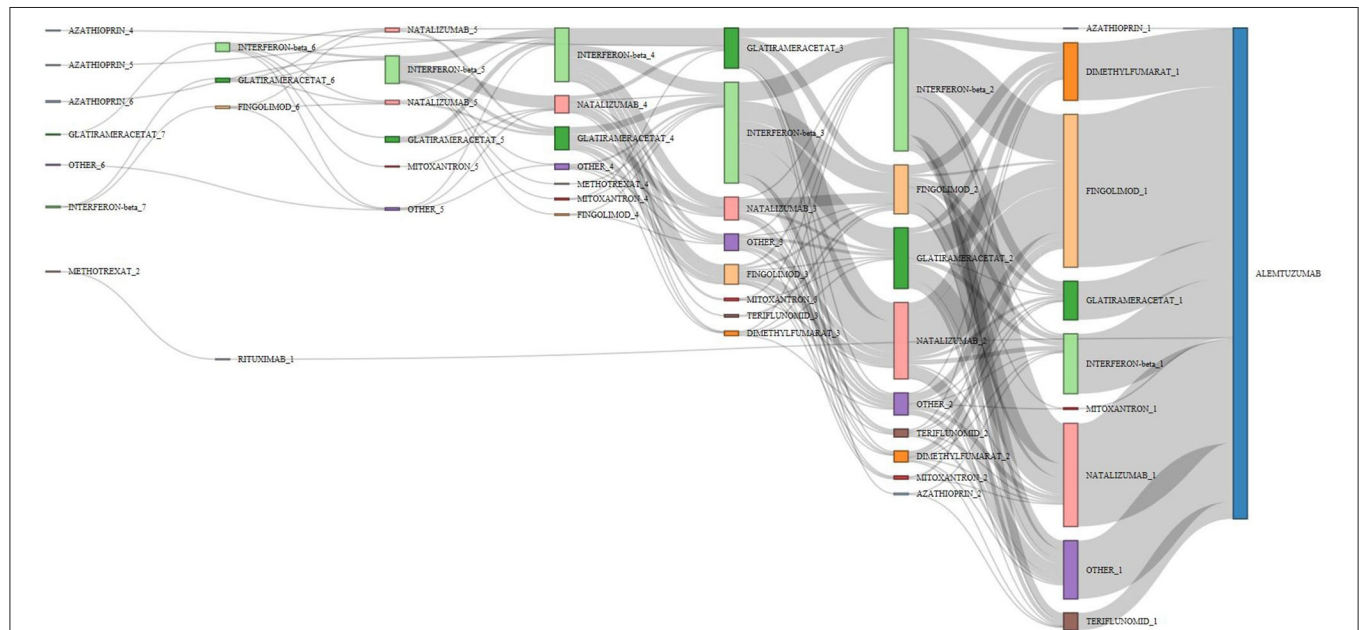 AZATHIOPRIN_4
AZATHIOPRIN_5
AZATHIOPRIN_6
GLATIRAMERACETAT_7
OTHER_6
INTERFERON-beta_7
METHOTREXAT_2
INTERFERON-beta_6
GLATIRAMERACETAT_6
FINGOLIMOD_6
RITUXIMAB_1
NATALIZUMAB_5
INTERFERON-beta_5
NATALIZUMAB_5
GLATIRAMERACETAT_5
MITOXANTRON_5
OTHER_5
INTERFERON-beta_4
NATALIZUMAB_4
GLATIRAMERACETAT_4
OTHER_4
METHOTREXAT_4
MITOXANTRON_4
FINGOLIMOD_4
GLATIRAMERACETAT_3
INTERFERON-beta_3
NATALIZUMAB_3
OTHER_3
FINGOLIMOD_3
MITOXANTRON_3
TERIFLUNOMID_3
DIMETHYLFUMARAT_3
INTERFERON-beta_2
FINGOLIMOD_2
GLATIRAMERACETAT_2
NATALIZUMAB_2
OTHER_2
TERIFLUNOMID_2
DIMETHYLFUMARAT_2
MITOXANTRON_2
AZATHIOPRIN_2
AZATHIOPRIN_1
DIMETHYLFUMARAT_1
FINGOLIMOD_1
GLATIRAMERACETAT_1
INTERFERON-beta_1
MITOXANTRON_1
NATALIZUMAB_1
OTHER_1
TERIFLUNOMID_1
ALEMTUZUMAB